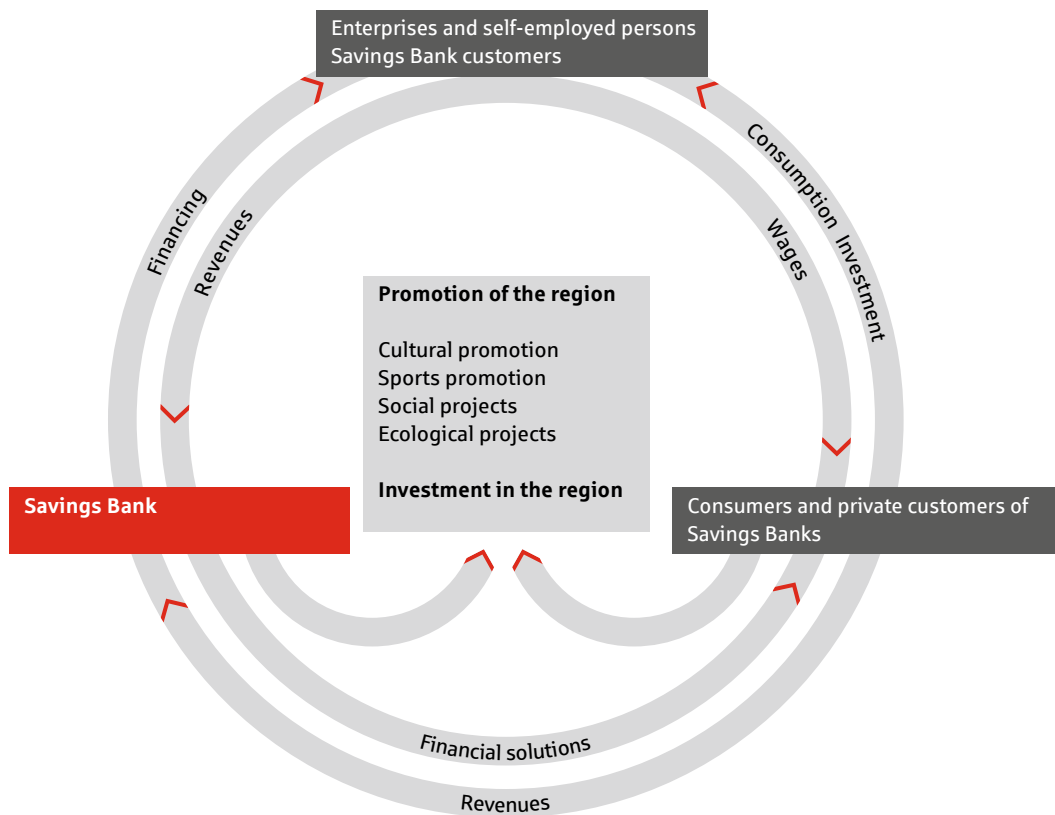 Enterprises and self-employed persons
Savings Bank customers
Financing
Revenues
Consumption Investment
Wages
Promotion of the region
Cultural promotion
Sports promotion
Social projects
Ecological projects
Investment in the region
Savings Bank
Consumers and private customers of
Savings Banks
Financial solutions
Revenues